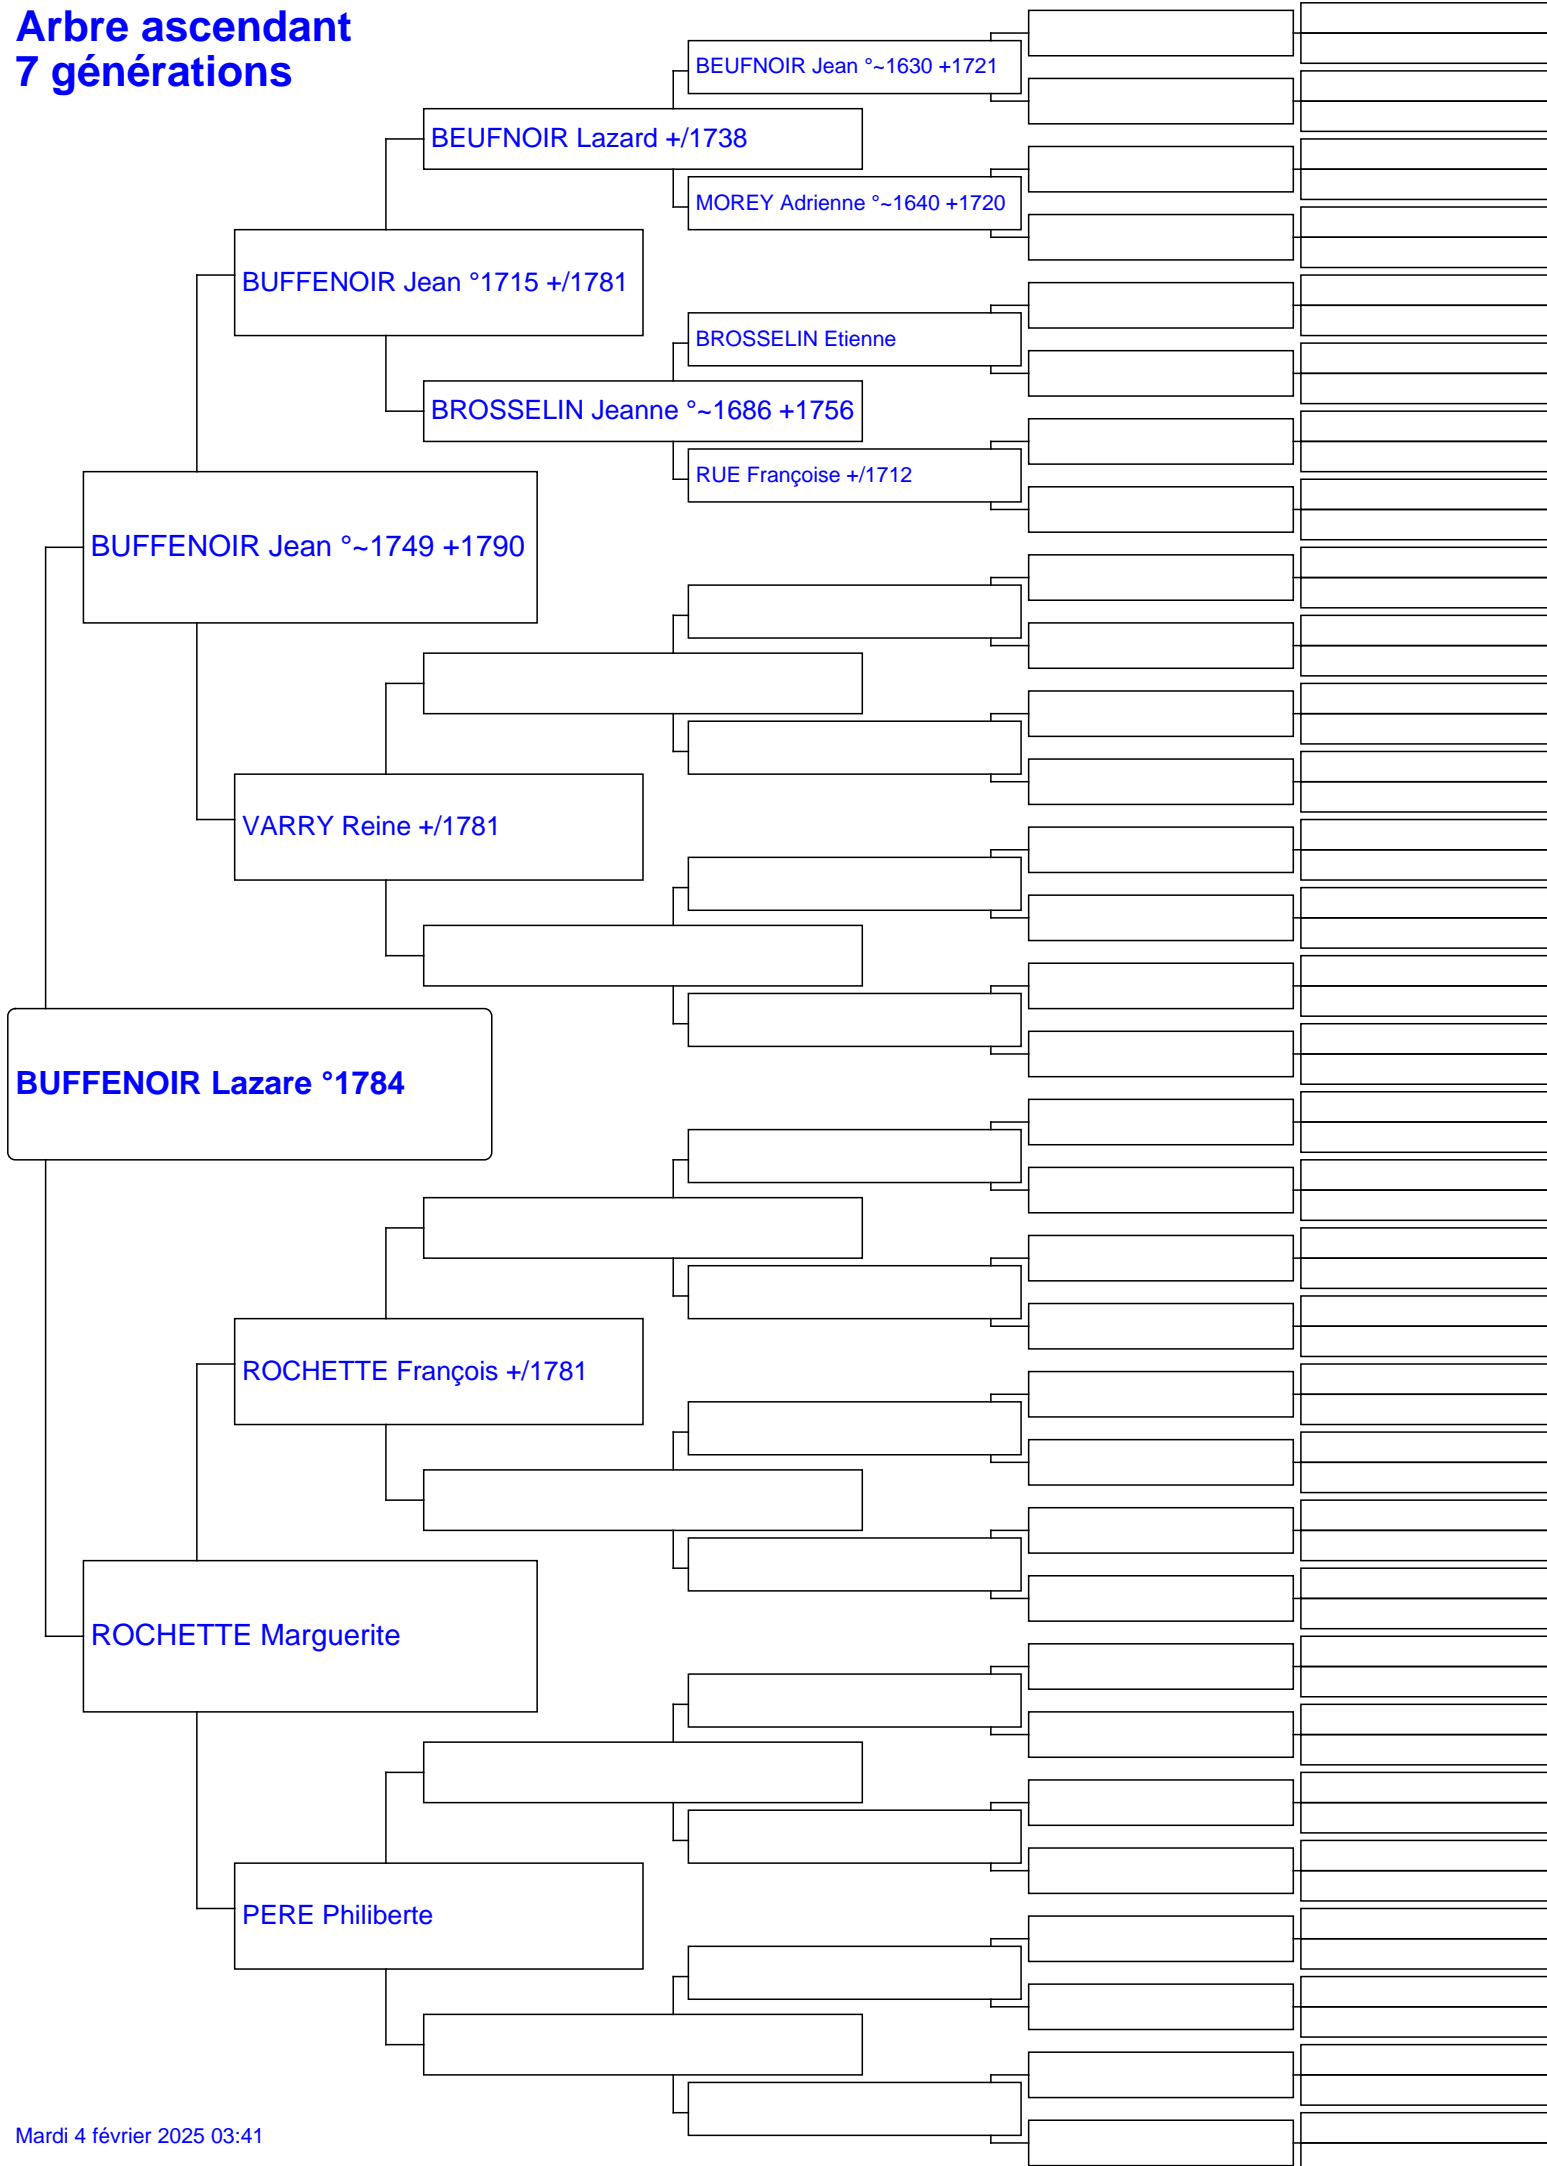 Arbre ascendant
7 générations
BEUFNOIR Jean °~1630 +1721
BEUFNOIR Lazard +/1738
MOREY Adrienne °~1640 +1720
BUFFENOIR Jean °1715 +/1781
BROSSELIN Etienne
BROSSELIN Jeanne °~1686 +1756
RUE Françoise +/1712
BUFFENOIR Jean °~1749 +1790
VARRY Reine +/1781
BUFFENOIR Lazare °1784
ROCHETTE François +/1781
ROCHETTE Marguerite
PERE Philiberte
Mardi 4 février 2025 03:41